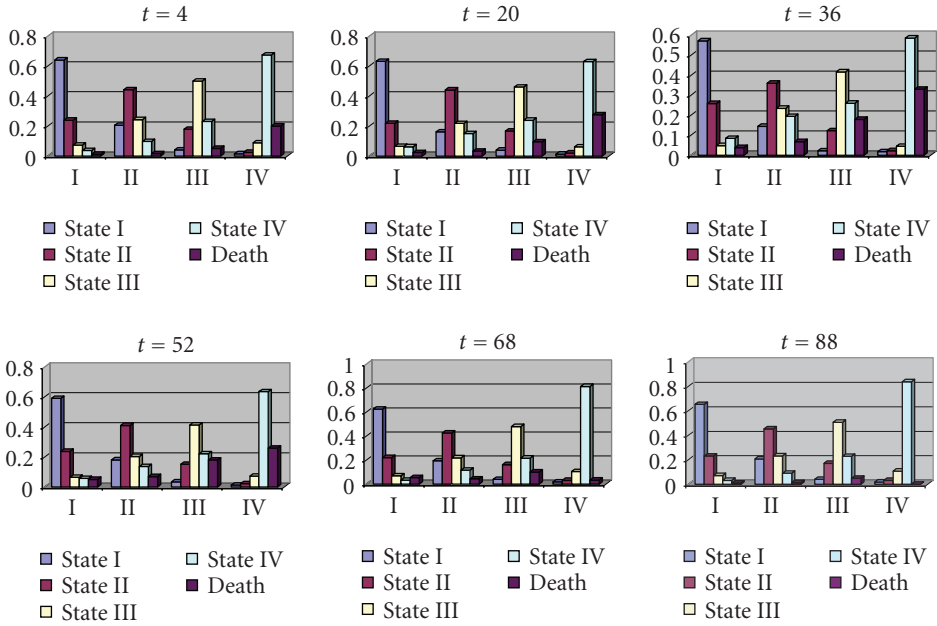 t = 4
0.8
0.6
0.4
0.2
0
I II III IV
State I State IV
State II Death
State III
t = 20
0.8
0.6
0.4
0.2
0
I II III IV
State I State IV
State II Death
State III
t = 36
0.6
0.5
0.4
0.3
0.2
0.1
0
I II III IV
State I State IV
State II Death
State III
t = 52
0.8
0.6
0.4
0.2
0
I II III IV
State I State IV
State II Death
State III
t = 68
1
0.8
0.6
0.4
0.2
0
I II III IV
State I State IV
State II Death
State III
t = 88
1
0.8
0.6
0.4
0.2
0
I II III IV
State I State IV
State II Death
State III